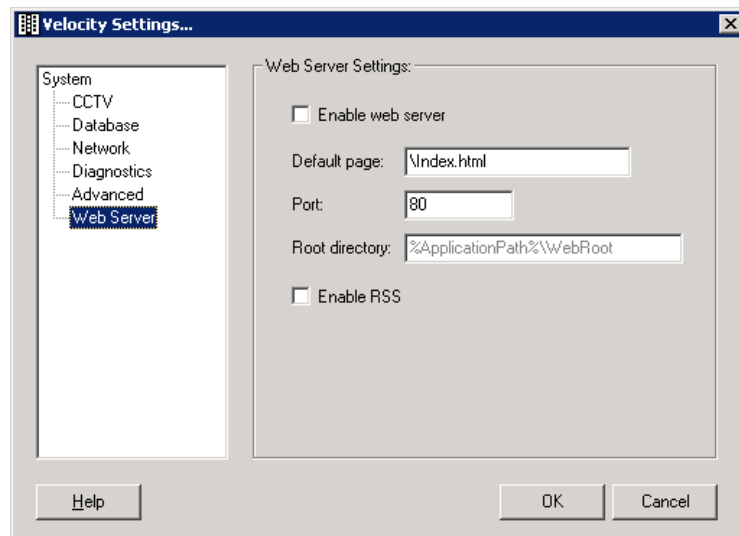 Velocity Settings...
System
CCTV
Database
Network
Diagnostics
Advanced
Web Server
Web Server Settings:
Enable web server
Default page: \Index.html
Port: 80
Root directory: %ApplicationPath%\WebRoot
Enable RSS
Help OK Cancel